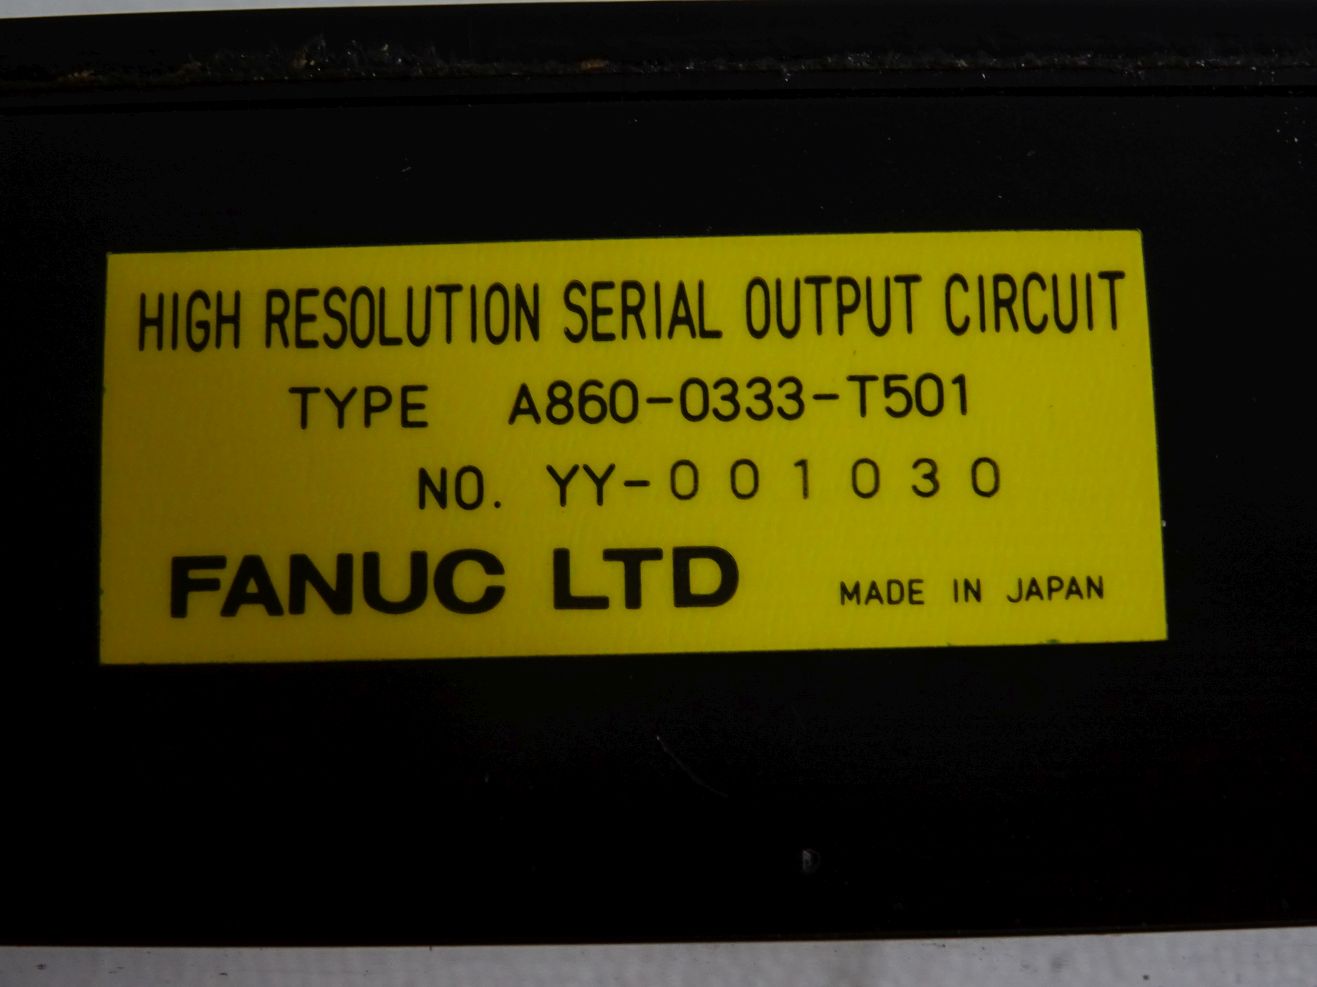 HIGH RESOLUTION SERIAL OUTPUT CIRCUIT
TYPE A860-0333-T501
NO. YY-001030
FANUC LTD MADE IN JAPAN